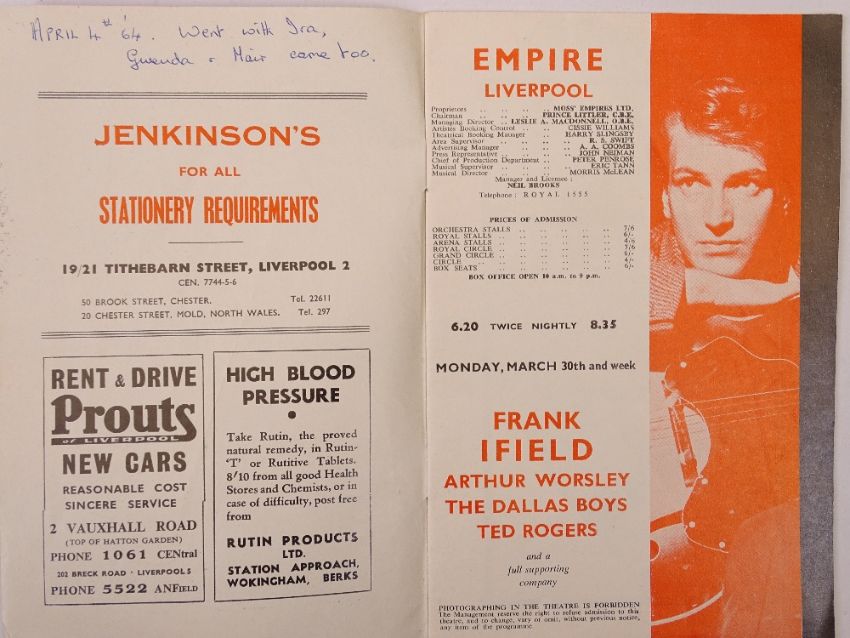 APRIL 4th '64. Went with Ira,
Gwenda & Mair came too.
JENKINSON'S
FOR ALL
STATIONERY REQUIREMENTS
19/21 TITHEBARN STREET, LIVERPOOL 2
CEN. 7744-5-6
50 BROOK STREET, CHESTER. Tel. 22611
20 CHESTER STREET, MOLD, NORTH WALES. Tel. 297
RENT & DRIVE
Prouts
of LIVERPOOL
NEW CARS
REASONABLE COST
SINCERE SERVICE
2 VAUXHALL ROAD
(TOP OF HATTON GARDEN)
PHONE 1061 CENtral
202 BRECK ROAD · LIVERPOOL 5
PHONE 5522 ANField
HIGH BLOOD
PRESSURE
•
Take Rutin, the proved
natural remedy, in Rutin-
'T' or Rutitive Tablets.
8/10 from all good Health
Stores and Chemists, or in
case of difficulty, post free
from
RUTIN PRODUCTS
LTD.
STATION APPROACH,
WOKINGHAM, BERKS
EMPIRE
LIVERPOOL
Proprietors .. .. .. .. MOSS' EMPIRES LTD.
Chairman .. .. .. .. PRINCE LITTLER, C.B.E.
Managing Director .. LESLIE A. MACDONNELL, O.B.E.
Artistes Booking Control .. .. CISSIE WILLIAMS
Theatrical Booking Manager .. HARRY SLINGSBY
Area Supervisor .. .. .. R. S. SWIFT
Advertising Manager .. .. .. A. A. COOMBS
Press Representative .. .. .. JOHN NEIMAN
Chief of Production Department .. PETER PENROSE
Musical Supervisor .. .. .. ERIC TANN
Musical Director .. .. .. MORRIS McLEAN
Manager and Licensee:
NEIL BROOKS
Telephone: ROYAL 1555
PRICES OF ADMISSION
ORCHESTRA STALLS .. .. .. .. .. 7/6
ROYAL STALLS .. .. .. .. .. 6/-
ARENA STALLS .. .. .. .. .. 4/6
ROYAL CIRCLE .. .. .. .. .. 7/6
GRAND CIRCLE .. .. .. .. .. 6/-
CIRCLE .. .. .. .. .. 4/-
BOX SEATS .. .. .. .. .. 6/-
BOX OFFICE OPEN 10 a.m. to 9 p.m.
6.20 TWICE NIGHTLY 8.35
MONDAY, MARCH 30th and week
FRANK
IFIELD
ARTHUR WORSLEY
THE DALLAS BOYS
TED ROGERS
and a
full supporting
company
PHOTOGRAPHING IN THE THEATRE IS FORBIDDEN
The Management reserve the right to refuse admission to this
theatre, and to change, vary or omit, without previous notice,
any item of the programme